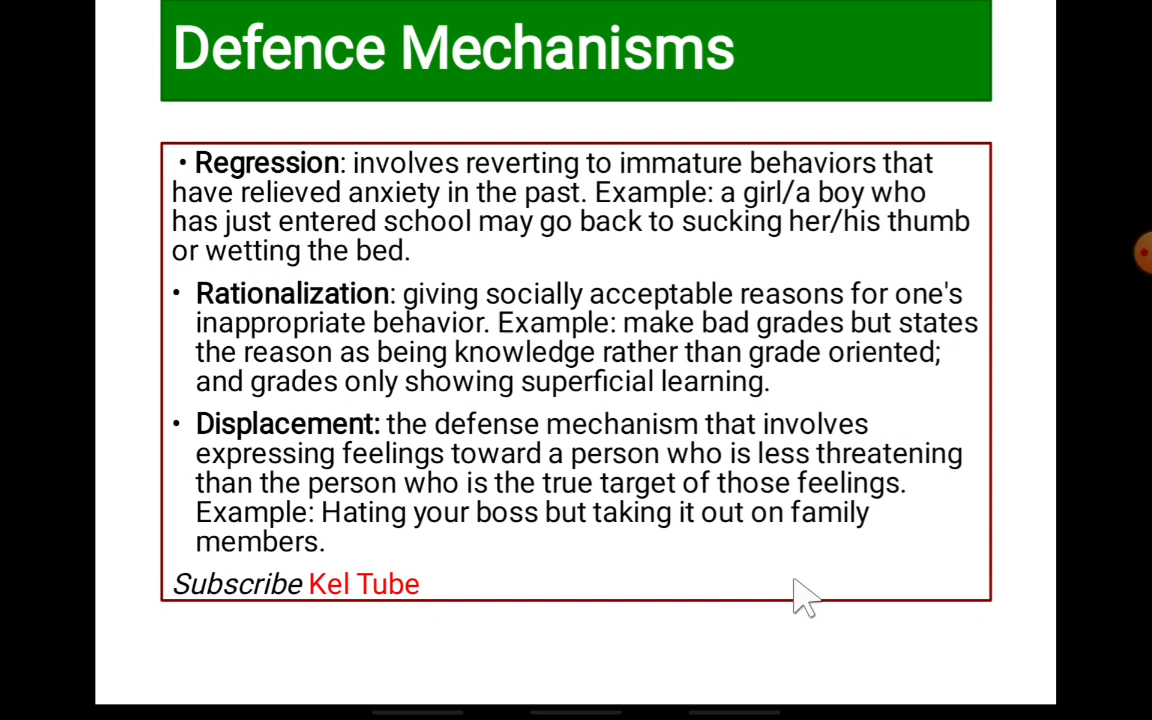 Defence Mechanisms
• Regression: involves reverting to immature behaviors that
have relieved anxiety in the past. Example: a girl/a boy who
has just entered school may go back to sucking her/his thumb
or wetting the bed.
• Rationalization: giving socially acceptable reasons for one's
inappropriate behavior. Example: make bad grades but states
the reason as being knowledge rather than grade oriented;
and grades only showing superficial learning.
• Displacement: the defense mechanism that involves
expressing feelings toward a person who is less threatening
than the person who is the true target of those feelings.
Example: Hating your boss but taking it out on family
members.
Subscribe Kel Tube